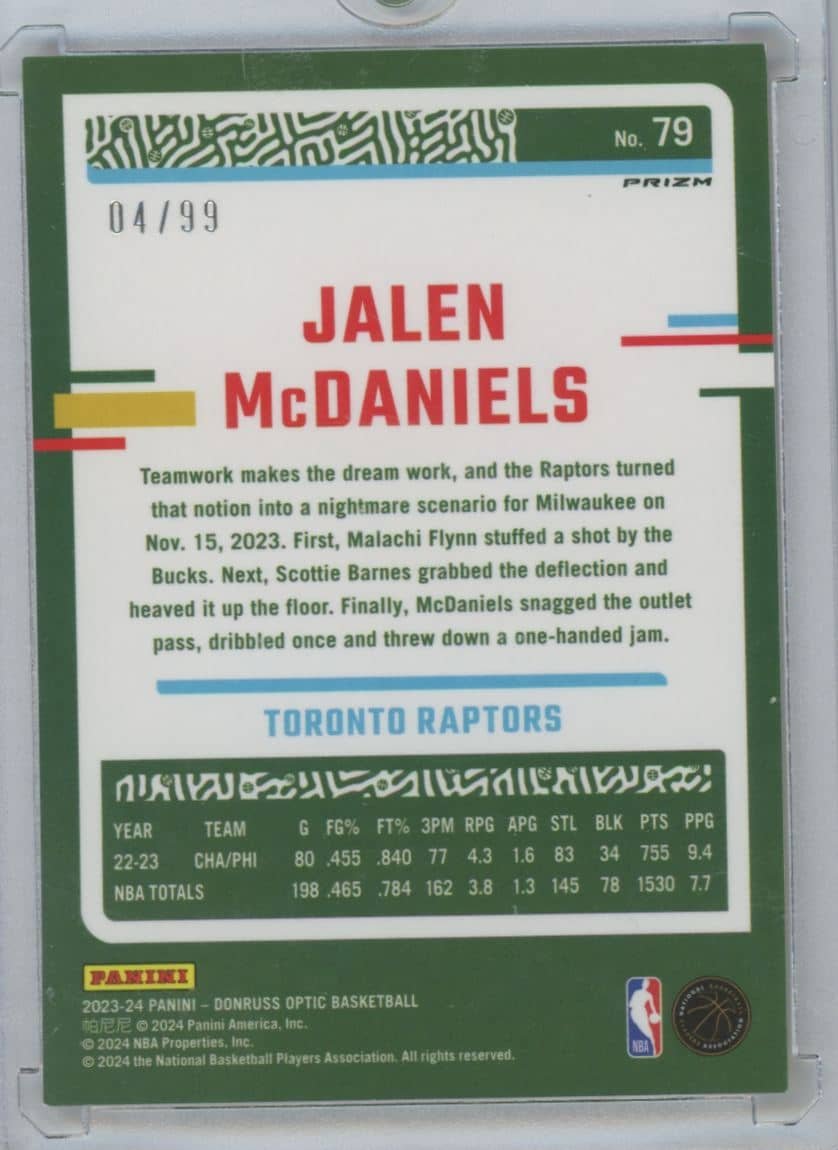 No. 79
PRIZM
04/99
JALEN
McDANIELS
Teamwork makes the dream work, and the Raptors turned
that notion into a nightmare scenario for Milwaukee on
Nov. 15, 2023. First, Malachi Flynn stuffed a shot by the
Bucks. Next, Scottie Barnes grabbed the deflection and
heaved it up the floor. Finally, McDaniels snagged the outlet
pass, dribbled once and threw down a one-handed jam.
TORONTO RAPTORS
YEAR TEAM G FG% FT% 3PM RPG APG STL BLK PTS PPG
22-23 CHA/PHI 80 .455 .840 77 4.3 1.6 83 34 755 9.4
NBA TOTALS 198 .465 .784 162 3.8 1.3 145 78 1530 7.7
PANINI
2023-24 PANINI – DONRUSS OPTIC BASKETBALL
帕尼尼 © 2024 Panini America, Inc.
© 2024 NBA Properties, Inc.
© 2024 the National Basketball Players Association. All rights reserved.
NBA
NATIONAL BASKETBALL
PLAYERS ASSOCIATION